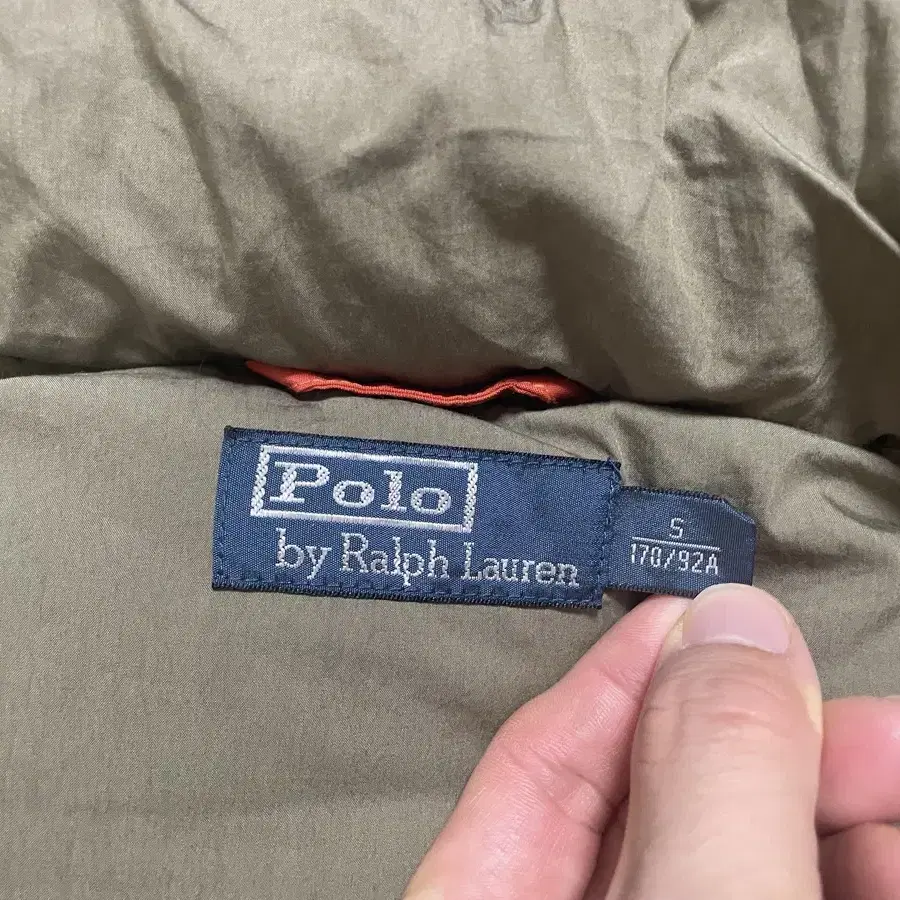 Polo
by Ralph Lauren
S
170/92A